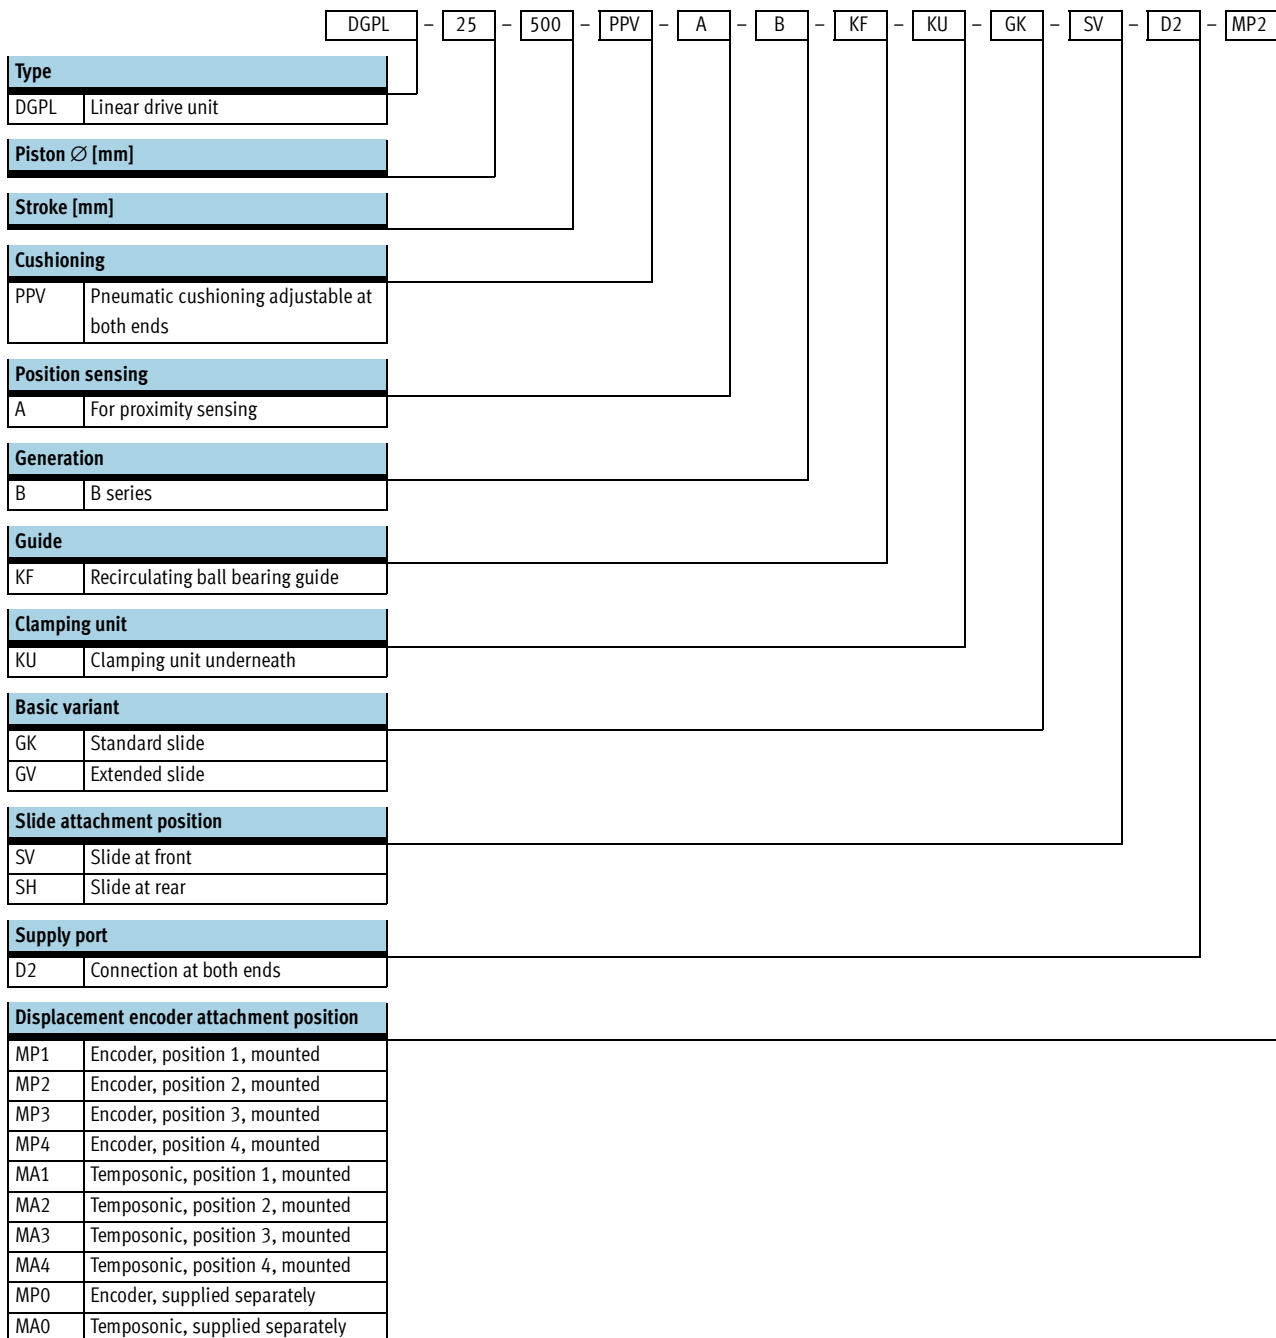 DGPL – 25 – 500 – PPV – A – B – KF – KU – GK – SV – D2 – MP2
Type
DGPL Linear drive unit
Piston ∅ [mm]
Stroke [mm]
Cushioning
PPV Pneumatic cushioning adjustable at
both ends
Position sensing
A For proximity sensing
Generation
B B series
Guide
KF Recirculating ball bearing guide
Clamping unit
KU Clamping unit underneath
Basic variant
GK Standard slide
GV Extended slide
Slide attachment position
SV Slide at front
SH Slide at rear
Supply port
D2 Connection at both ends
Displacement encoder attachment position
MP1 Encoder, position 1, mounted
MP2 Encoder, position 2, mounted
MP3 Encoder, position 3, mounted
MP4 Encoder, position 4, mounted
MA1 Temposonic, position 1, mounted
MA2 Temposonic, position 2, mounted
MA3 Temposonic, position 3, mounted
MA4 Temposonic, position 4, mounted
MP0 Encoder, supplied separately
MA0 Temposonic, supplied separately